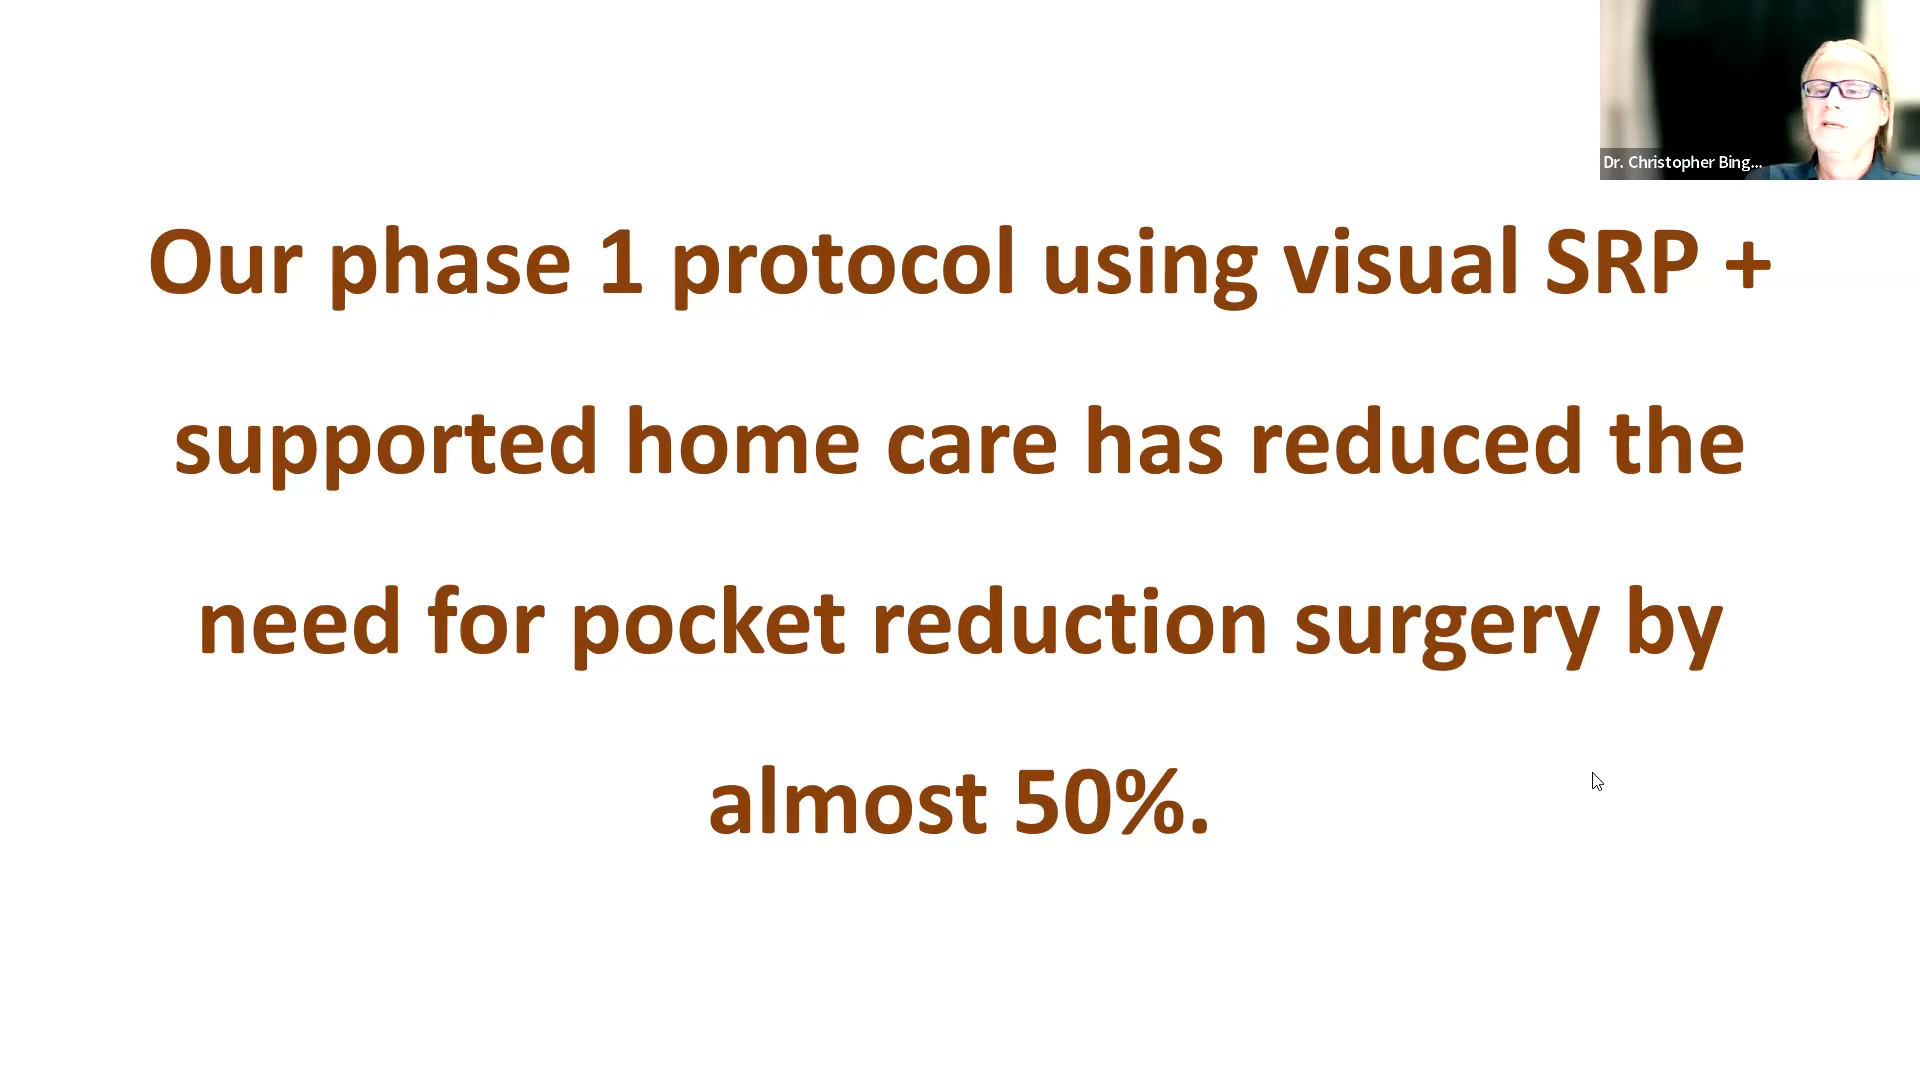 Dr. Christopher Bing...
Our phase 1 protocol using visual SRP +
supported home care has reduced the
need for pocket reduction surgery by
almost 50%.